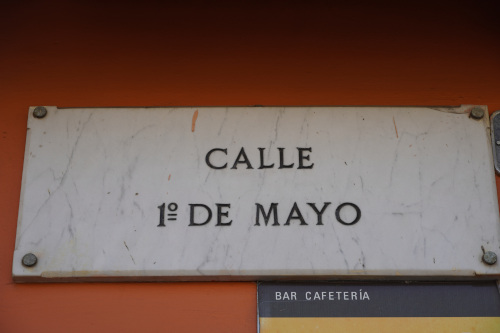 CALLE
1º DE MAYO
BAR CAFETERÍA